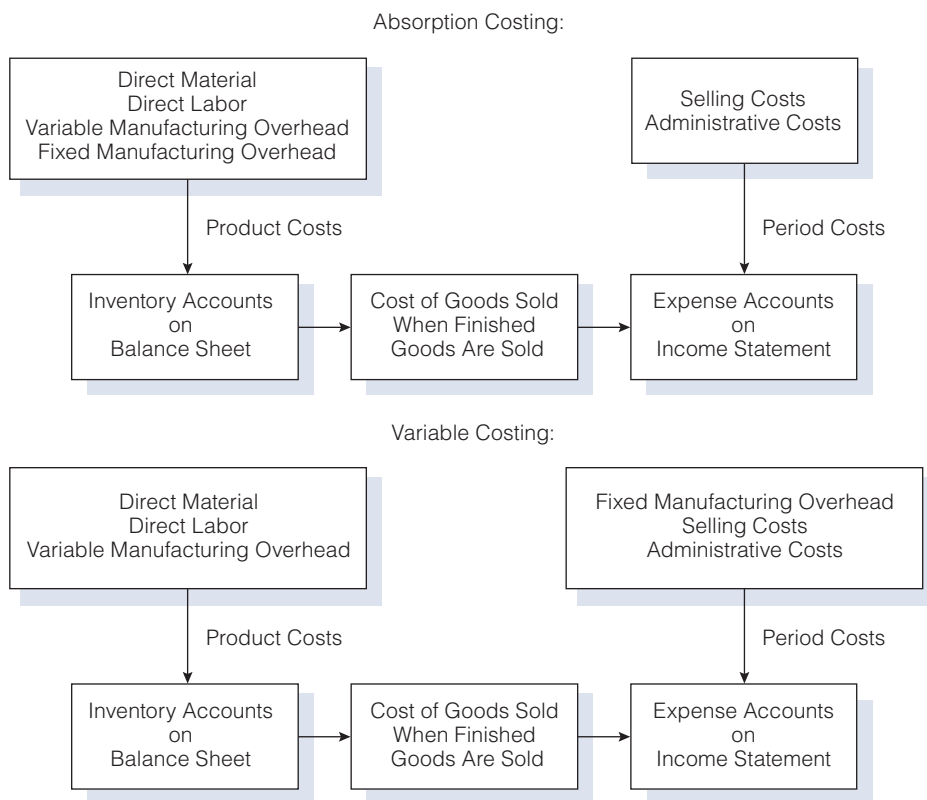 Absorption Costing:
Direct Material
Direct Labor
Variable Manufacturing Overhead
Fixed Manufacturing Overhead
Selling Costs
Administrative Costs
Product Costs
Period Costs
Inventory Accounts
on
Balance Sheet
Cost of Goods Sold
When Finished
Goods Are Sold
Expense Accounts
on
Income Statement
Variable Costing:
Direct Material
Direct Labor
Variable Manufacturing Overhead
Fixed Manufacturing Overhead
Selling Costs
Administrative Costs
Product Costs
Period Costs
Inventory Accounts
on
Balance Sheet
Cost of Goods Sold
When Finished
Goods Are Sold
Expense Accounts
on
Income Statement